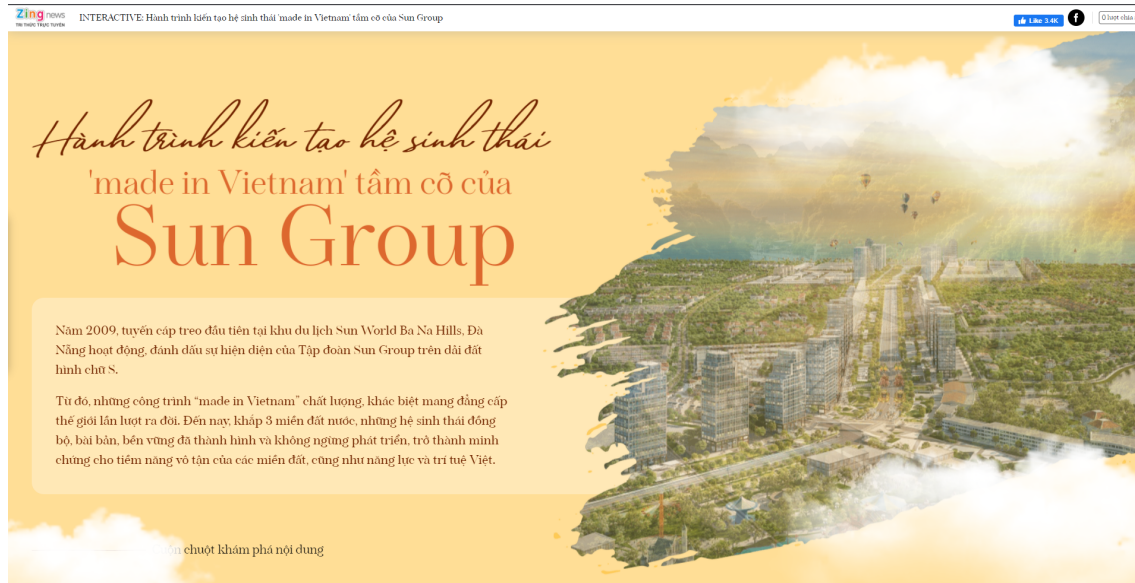 Zing news
TRI THỨC TRỰC TUYẾN
INTERACTIVE: Hành trình kiến tạo hệ sinh thái 'made in Vietnam' tầm cỡ của Sun Group
Like 3.4K
0 lượt chia
Hành trình kiến tạo hệ sinh thái
'made in Vietnam' tầm cỡ của
Sun Group
Năm 2009, tuyến cáp treo đầu tiên tại khu du lịch Sun World Ba Na Hills, Đà
Nẵng hoạt động, đánh dấu sự hiện diện của Tập đoàn Sun Group trên dải đất
hình chữ S.
Từ đó, những công trình “made in Vietnam” chất lượng, khác biệt mang đẳng cấp
thế giới lần lượt ra đời. Đến nay, khắp 3 miền đất nước, những hệ sinh thái đồng
bộ, bài bản, bền vững đã thành hình và không ngừng phát triển, trở thành minh
chứng cho tiềm năng vô tận của các miền đất, cũng như năng lực và trí tuệ Việt.
chuột khám phá nội dung